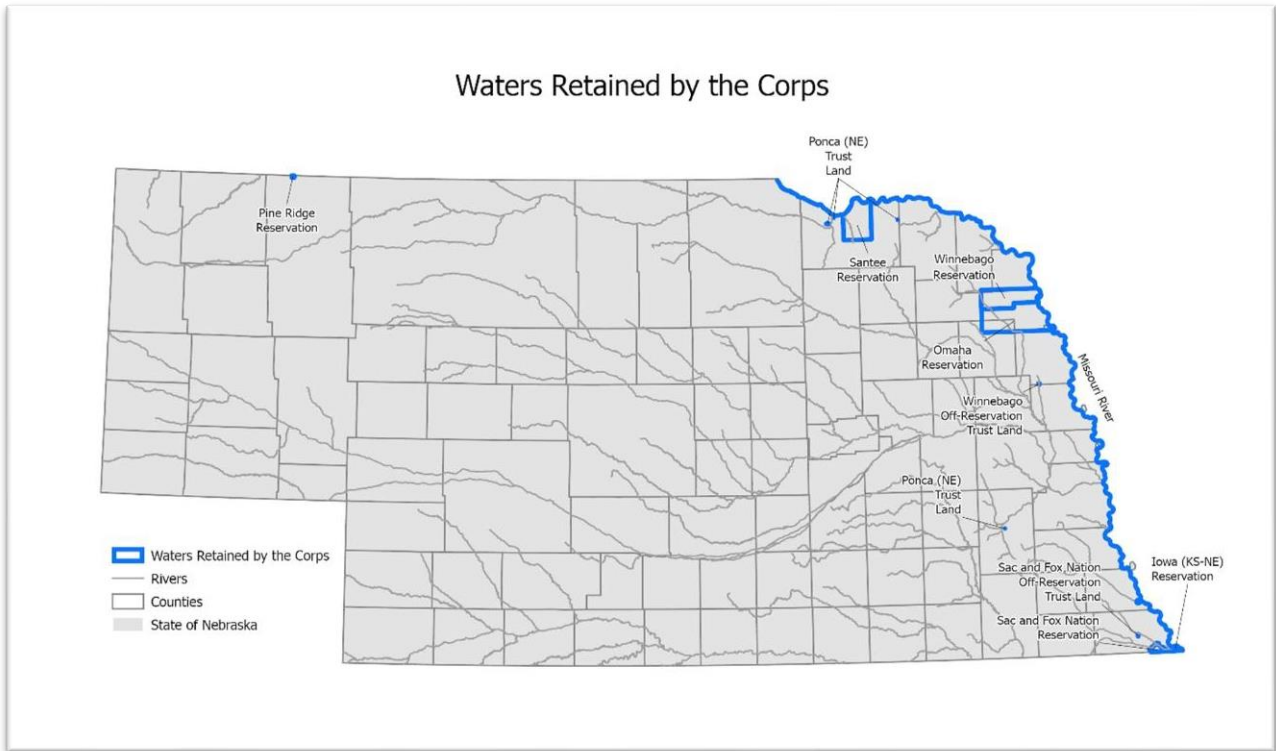 Waters Retained by the Corps
Ponca (NE)
Trust
Land
Pine Ridge
Reservation
Santee
Reservation
Winnebago
Reservation
Omaha
Reservation
Missouri River
Winnebago
Off-Reservation
Trust Land
Ponca (NE)
Trust
Land
Sac and Fox Nation
Off-Reservation
Trust Land
Iowa (KS-NE)
Reservation
Sac and Fox Nation
Reservation
Waters Retained by the Corps
Rivers
Counties
State of Nebraska